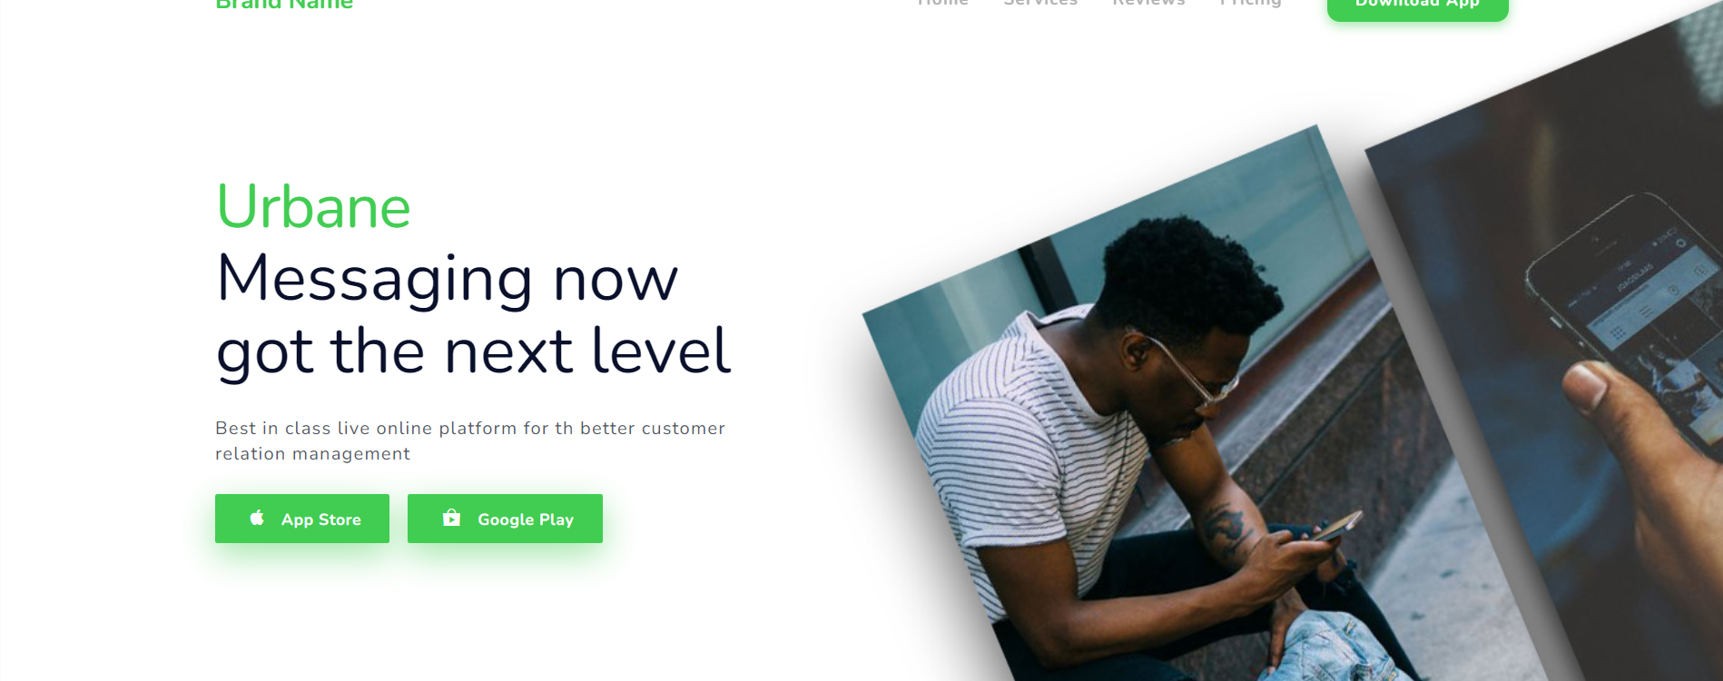 Brand Name
Home Services Reviews Pricing Download App
Urbane
Messaging now
got the next level
Best in class live online platform for th better customer
relation management
App Store Google Play